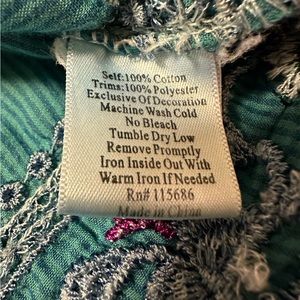 Self:100% Cotton
Trims:100% Polyester
Exclusive Of Decoration
Machine Wash Cold
No Bleach
Tumble Dry Low
Remove Promptly
Iron Inside Out With
Warm Iron If Needed
Rn# 115686
Made in China